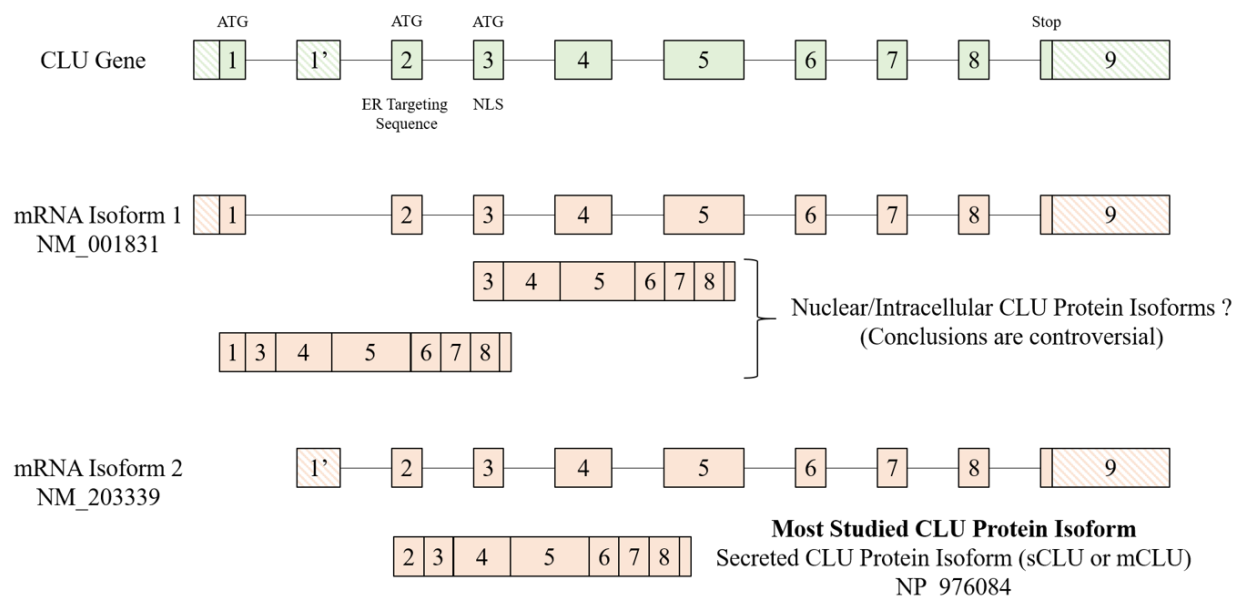 ATG ATG ATG Stop
CLU Gene 1 1' 2 3 4 5 6 7 8 9
ER Targeting
Sequence
NLS
mRNA Isoform 1
NM_001831
1 2 3 4 5 6 7 8 9
3 4 5 6 7 8
Nuclear/Intracellular CLU Protein Isoforms ?
(Conclusions are controversial)
1 3 4 5 6 7 8
mRNA Isoform 2
NM_203339
1' 2 3 4 5 6 7 8 9
2 3 4 5 6 7 8
Most Studied CLU Protein Isoform
Secreted CLU Protein Isoform (sCLU or mCLU)
NP_976084